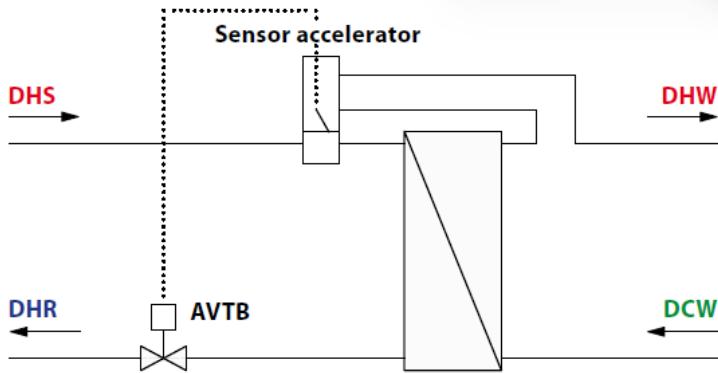 Sensor accelerator
DHS
DHW
DHR
AVTB
DCW